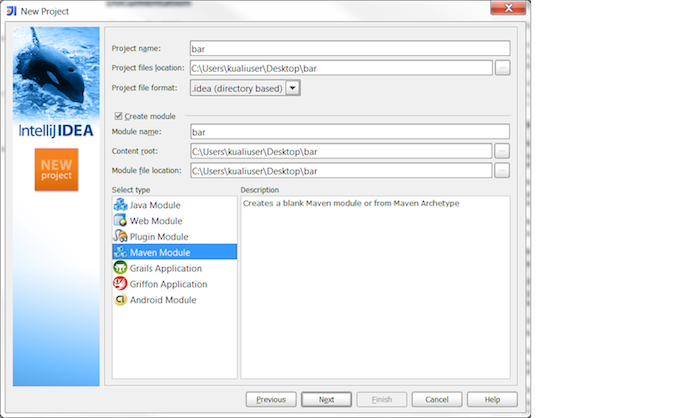 New Project
Project name: bar
Project files location: C:\Users\kualiuser\Desktop\bar
Project file format: .idea (directory based)
Create module
Module name: bar
Content root: C:\Users\kualiuser\Desktop\bar
Module file location: C:\Users\kualiuser\Desktop\bar
IntelliJ IDEA
NEW
project
Select type
Description
Java Module
Web Module
Plugin Module
Maven Module
Grails Application
Griffon Application
Android Module
Creates a blank Maven module or from Maven Archetype
Previous Next Finish Cancel Help